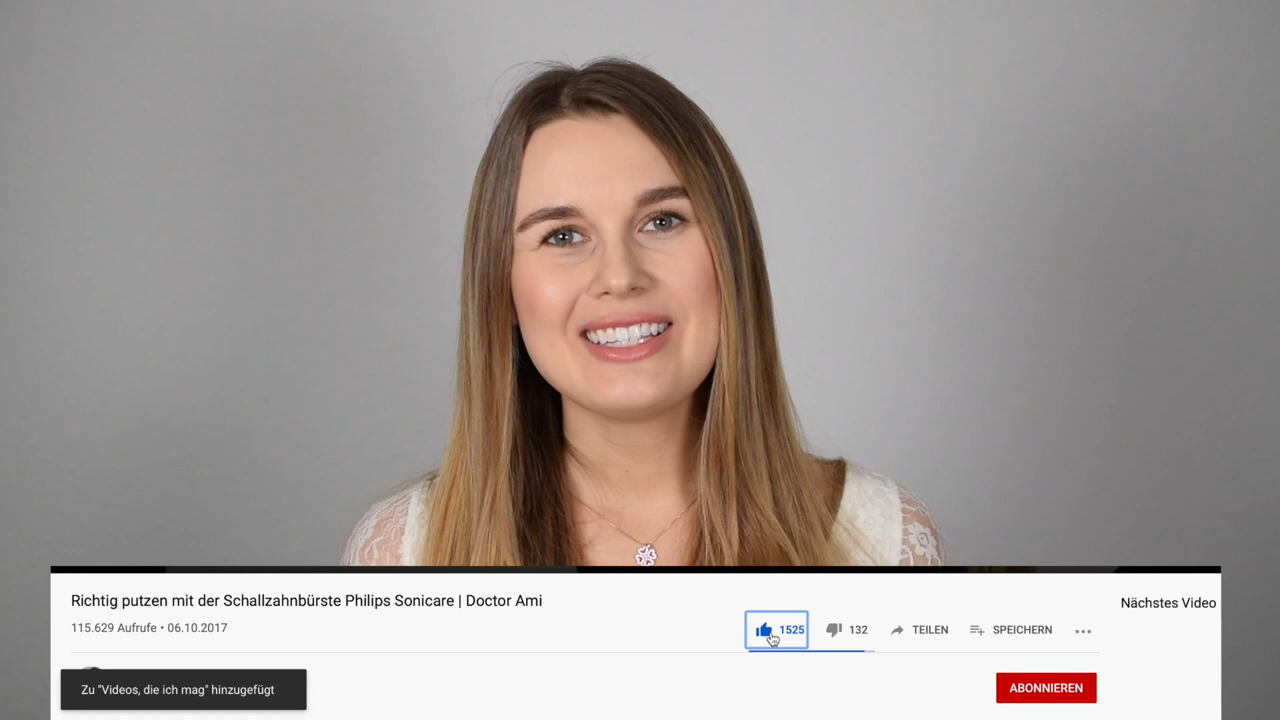 Richtig putzen mit der Schallzahnbürste Philips Sonicare | Doctor Ami
Nächstes Video
115.629 Aufrufe • 06.10.2017
1525
132
TEILEN
SPEICHERN
Zu "Videos, die ich mag" hinzugefügt
ABONNIEREN